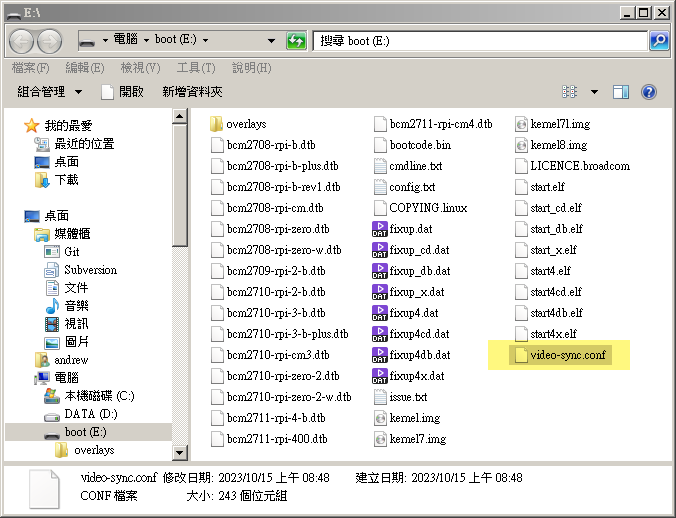 E:\
電腦 boot (E:)
搜尋 boot (E:)
檔案(F) 編輯(E) 檢視(V) 工具(T) 說明(H)
組合管理 開啟 新增資料夾
我的最愛
最近的位置
桌面
下載
桌面
媒體櫃
Git
Subversion
文件
音樂
視訊
圖片
andrew
電腦
本機磁碟 (C:)
DATA (D:)
boot (E:)
overlays
overlays
bcm2708-rpi-b.dtb
bcm2708-rpi-b-plus.dtb
bcm2708-rpi-b-rev1.dtb
bcm2708-rpi-cm.dtb
bcm2708-rpi-zero.dtb
bcm2708-rpi-zero-w.dtb
bcm2709-rpi-2-b.dtb
bcm2710-rpi-2-b.dtb
bcm2710-rpi-3-b.dtb
bcm2710-rpi-3-b-plus.dtb
bcm2710-rpi-cm3.dtb
bcm2710-rpi-zero-2.dtb
bcm2710-rpi-zero-2-w.dtb
bcm2711-rpi-4-b.dtb
bcm2711-rpi-400.dtb
bcm2711-rpi-cm4.dtb
bootcode.bin
cmdline.txt
config.txt
COPYING.linux
fixup.dat
fixup_cd.dat
fixup_db.dat
fixup_x.dat
fixup4.dat
fixup4cd.dat
fixup4db.dat
fixup4x.dat
issue.txt
kernel.img
kernel7.img
kernel7l.img
kernel8.img
LICENCE.broadcom
start.elf
start_cd.elf
start_db.elf
start_x.elf
start4.elf
start4cd.elf
start4db.elf
start4x.elf
video-sync.conf
video-sync.conf 修改日期: 2023/10/15 上午 08:48 建立日期: 2023/10/15 上午 08:48
CONF 檔案 大小: 243 個位元組